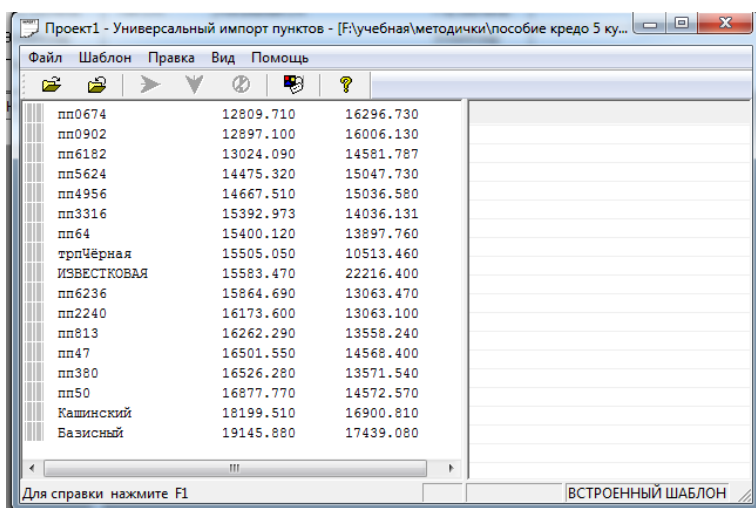 Проект1 - Универсальный импорт пунктов - [F:\учебная\методички\пособие кредо 5 ку...
Файл Шаблон Правка Вид Помощь
пп0674 12809.710 16296.730
пп0902 12897.100 16006.130
пп6182 13024.090 14581.787
пп5624 14475.320 15047.730
пп4956 14667.510 15036.580
пп3316 15392.973 14036.131
пп64 15400.120 13897.760
трпЧёрная 15505.050 10513.460
ИЗВЕСТКОВАЯ 15583.470 22216.400
пп6236 15864.690 13063.470
пп2240 16173.600 13063.100
пп813 16262.290 13558.240
пп47 16501.550 14568.400
пп380 16526.280 13571.540
пп50 16877.770 14572.570
Кашинский 18199.510 16900.810
Базисный 19145.880 17439.080
Для справки нажмите F1 ВСТРОЕННЫЙ ШАБЛОН